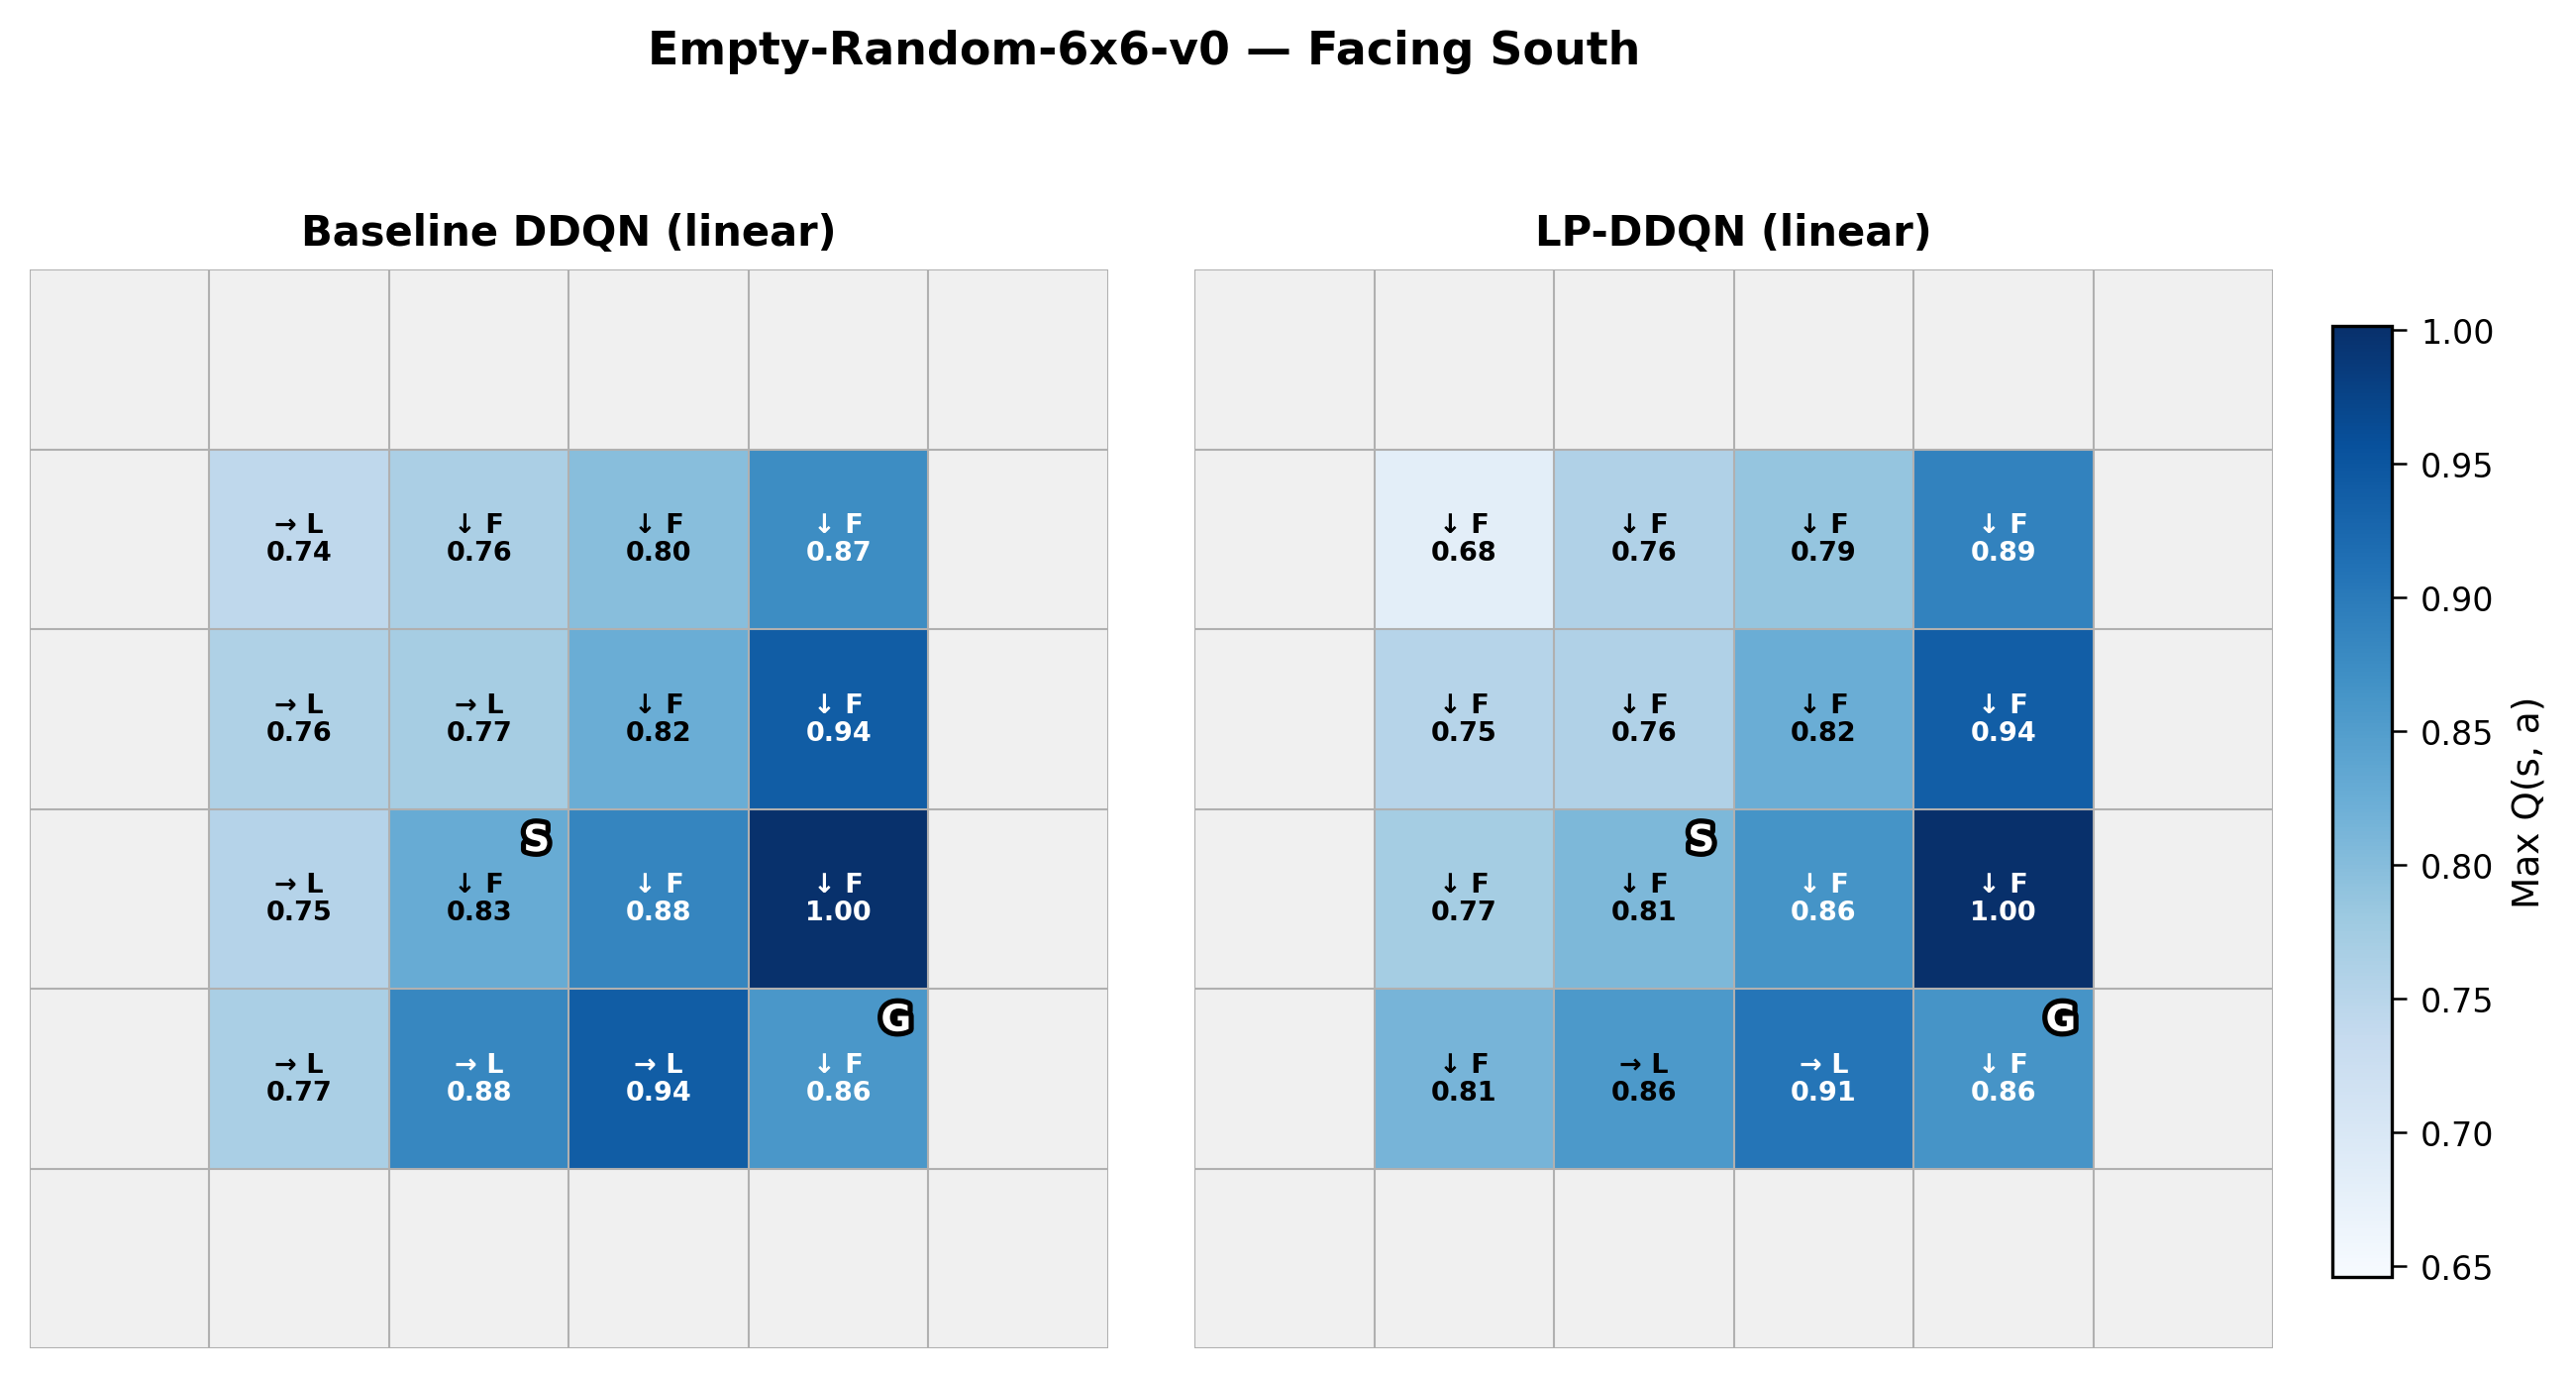 Empty-Random-6x6-v0 — Facing South
Baseline DDQN (linear)
→ L
0.74
↓ F
0.76
↓ F
0.80
↓ F
0.87
→ L
0.76
→ L
0.77
↓ F
0.82
↓ F
0.94
→ L
0.75
S
↓ F
0.83
↓ F
0.88
↓ F
1.00
→ L
0.77
→ L
0.88
→ L
0.94
G
↓ F
0.86
LP-DDQN (linear)
↓ F
0.68
↓ F
0.76
↓ F
0.79
↓ F
0.89
↓ F
0.75
↓ F
0.76
↓ F
0.82
↓ F
0.94
↓ F
0.77
S
↓ F
0.81
↓ F
0.86
↓ F
1.00
↓ F
0.81
→ L
0.86
→ L
0.91
G
↓ F
0.86
1.00
0.95
0.90
0.85
0.80
0.75
0.70
0.65
Max Q(s, a)